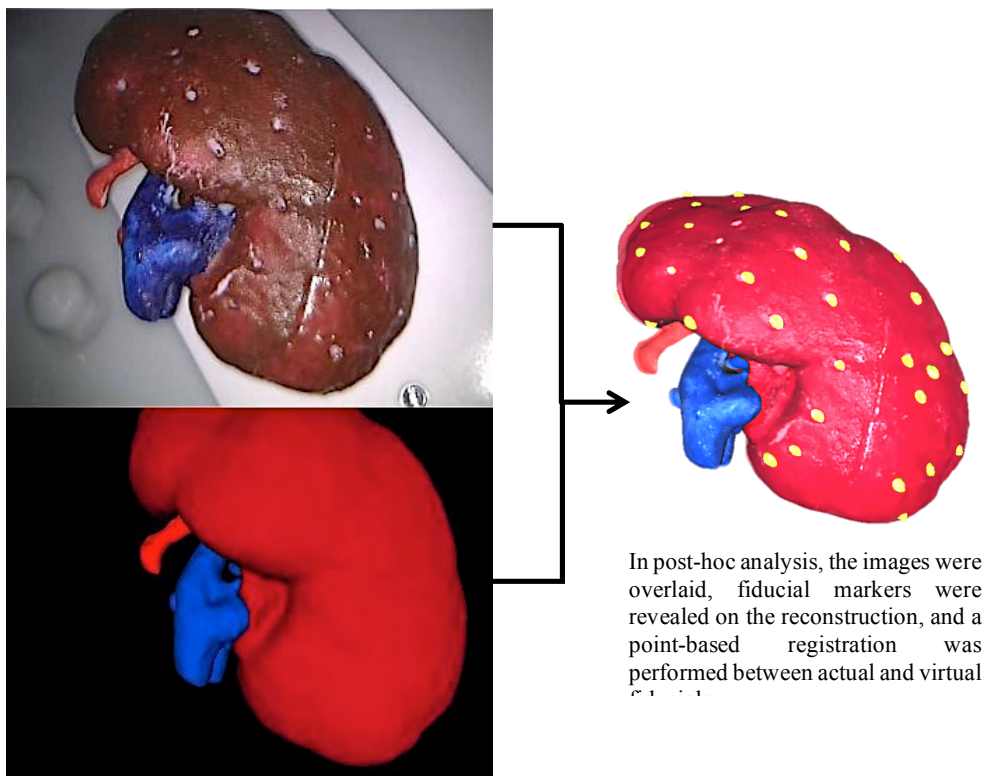 In post-hoc analysis, the images were
overlaid, fiducial markers were
revealed on the reconstruction, and a
point-based registration was
performed between actual and virtual